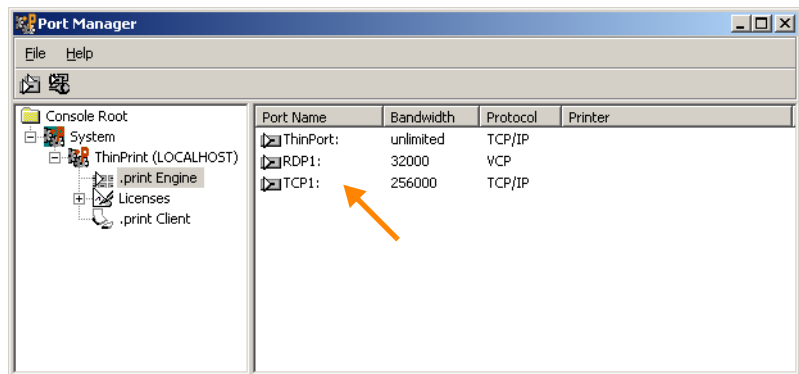 Port Manager
File Help
Console Root
System
ThinPrint (LOCALHOST)
.print Engine
Licenses
.print Client
Port Name Bandwidth Protocol Printer
ThinPort: unlimited TCP/IP
RDP1: 32000 VCP
TCP1: 256000 TCP/IP